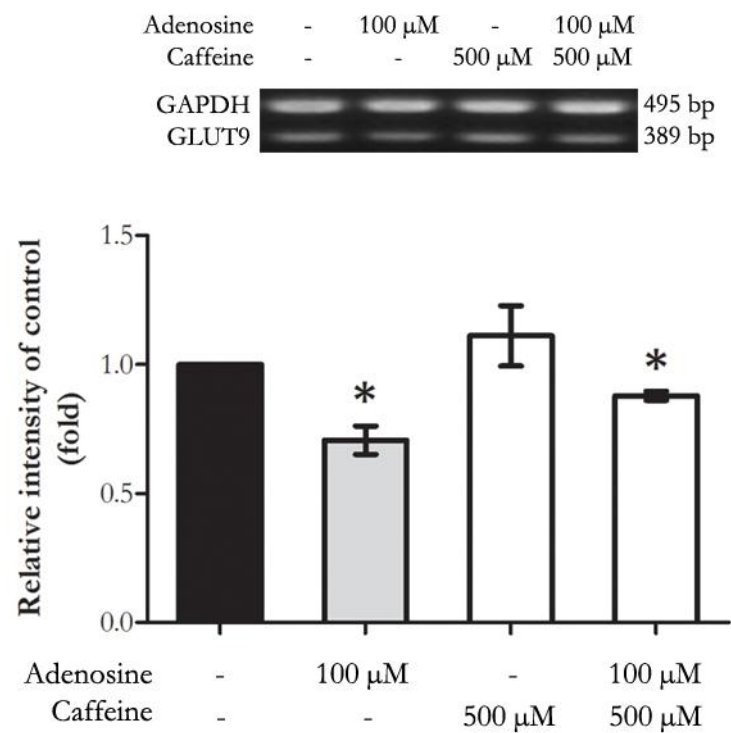 Adenosine - 100 μM - 100 μM
Caffeine - - 500 μM 500 μM
GAPDH 495 bp
GLUT9 389 bp
Relative intensity of control
(fold)
1.5
1.0
0.5
0.0
*
*
Adenosine - 100 μM - 100 μM
Caffeine - - 500 μM 500 μM